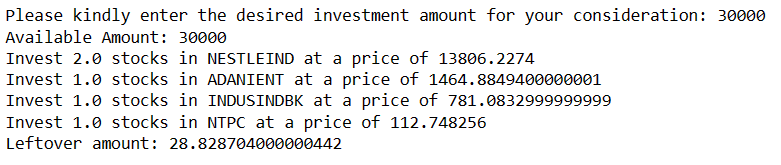 Please kindly enter the desired investment amount for your consideration: 30000
Available Amount: 30000
Invest 2.0 stocks in NESTLEIND at a price of 13806.2274
Invest 1.0 stocks in ADANIENT at a price of 1464.8849400000001
Invest 1.0 stocks in INDUSINDBK at a price of 781.0832999999999
Invest 1.0 stocks in NTPC at a price of 112.748256
Leftover amount: 28.828704000000442